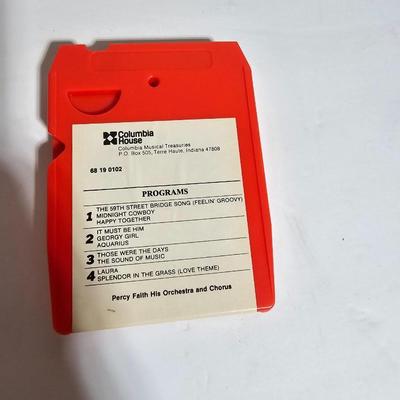 Columbia
House
Columbia Musical Treasuries
P.O. Box 505, Terre Haute, Indiana 47808
68 19 0102
PROGRAMS
1 THE 59TH STREET BRIDGE SONG (FEELIN' GROOVY)
MIDNIGHT COWBOY
HAPPY TOGETHER
2 IT MUST BE HIM
GEORGY GIRL
AQUARIUS
3 THOSE WERE THE DAYS
THE SOUND OF MUSIC
4 LAURA
SPLENDOR IN THE GRASS (LOVE THEME)
Percy Faith His Orchestra and Chorus